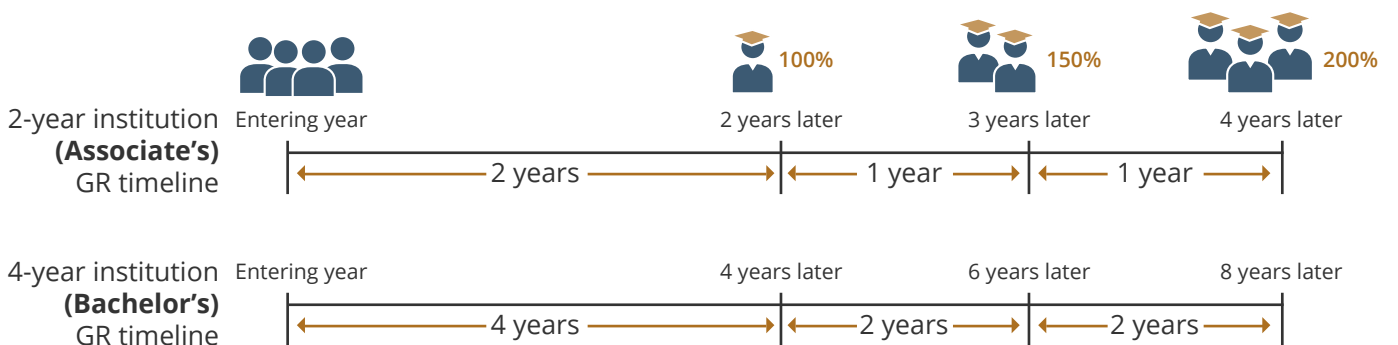 100%
150%
200%
2-year institution
(Associate’s)
GR timeline
Entering year
2 years later
3 years later
4 years later
2 years
1 year
1 year
4-year institution
(Bachelor’s)
GR timeline
Entering year
4 years later
6 years later
8 years later
4 years
2 years
2 years